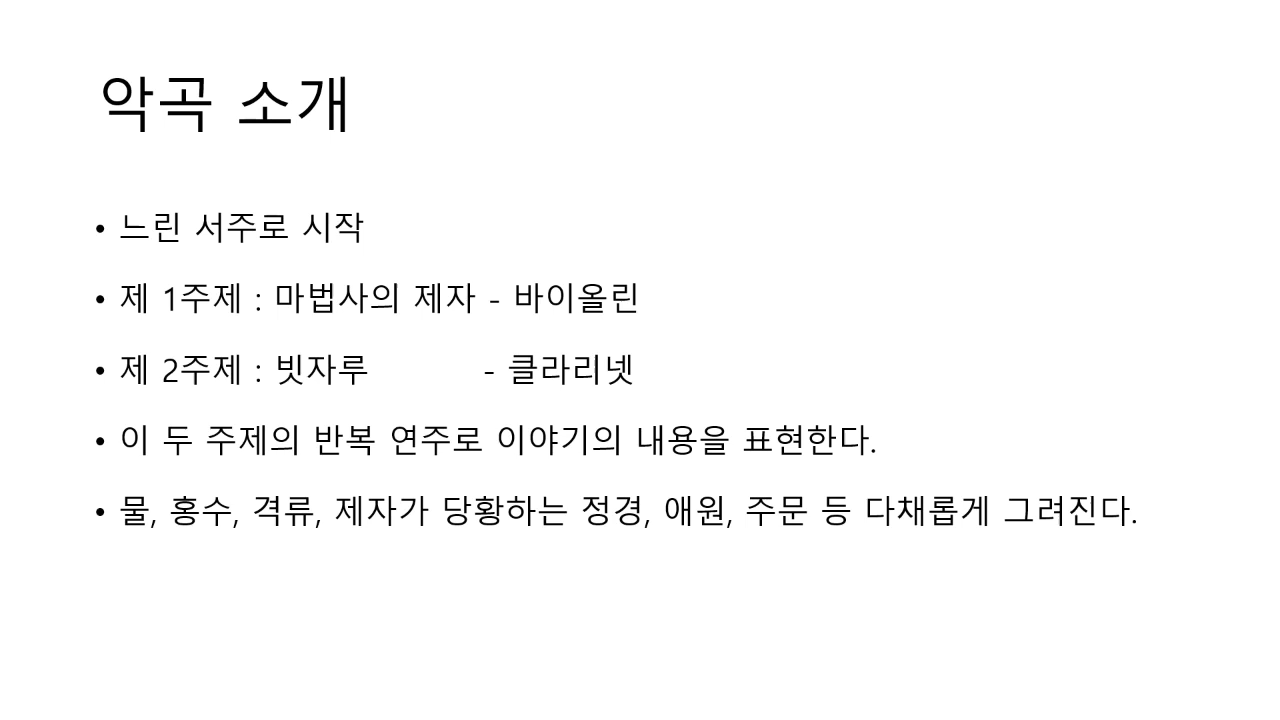 악곡 소개
• 느린 서주로 시작
• 제 1주제 : 마법사의 제자 - 바이올린
• 제 2주제 : 빗자루 - 클라리넷
• 이 두 주제의 반복 연주로 이야기의 내용을 표현한다.
• 물, 홍수, 격류, 제자가 당황하는 정경, 애원, 주문 등 다채롭게 그려진다.